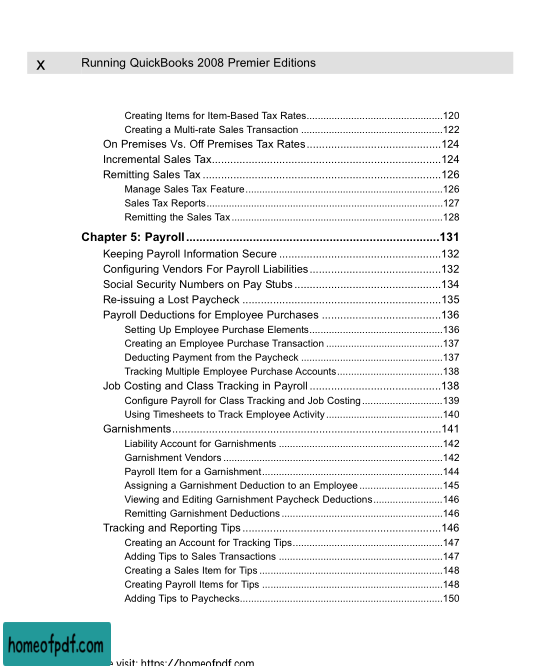 x Running QuickBooks 2008 Premier Editions
Creating Items for Item-Based Tax Rates.................................................120
Creating a Multi-rate Sales Transaction ...................................................122
On Premises Vs. Off Premises Tax Rates............................................124
Incremental Sales Tax..........................................................................124
Remitting Sales Tax .............................................................................126
Manage Sales Tax Feature.......................................................................126
Sales Tax Reports.....................................................................................127
Remitting the Sales Tax............................................................................128
Chapter 5: Payroll...........................................................................131
Keeping Payroll Information Secure .....................................................132
Configuring Vendors For Payroll Liabilities...........................................132
Social Security Numbers on Pay Stubs................................................134
Re-issuing a Lost Paycheck .................................................................135
Payroll Deductions for Employee Purchases .......................................136
Setting Up Employee Purchase Elements................................................136
Creating an Employee Purchase Transaction ..........................................137
Deducting Payment from the Paycheck ...................................................137
Tracking Multiple Employee Purchase Accounts......................................138
Job Costing and Class Tracking in Payroll ...........................................138
Configure Payroll for Class Tracking and Job Costing.............................139
Using Timesheets to Track Employee Activity..........................................140
Garnishments.......................................................................................141
Liability Account for Garnishments ...........................................................142
Garnishment Vendors ...............................................................................142
Payroll Item for a Garnishment.................................................................144
Assigning a Garnishment Deduction to an Employee ..............................145
Viewing and Editing Garnishment Paycheck Deductions.........................146
Remitting Garnishment Deductions ..........................................................146
Tracking and Reporting Tips.................................................................146
Creating an Account for Tracking Tips......................................................147
Adding Tips to Sales Transactions ...........................................................147
Creating a Sales Item for Tips..................................................................148
Creating Payroll Items for Tips .................................................................148
Adding Tips to Paychecks.........................................................................150
homeofpdf.com
visit: https://homeofpdf.com